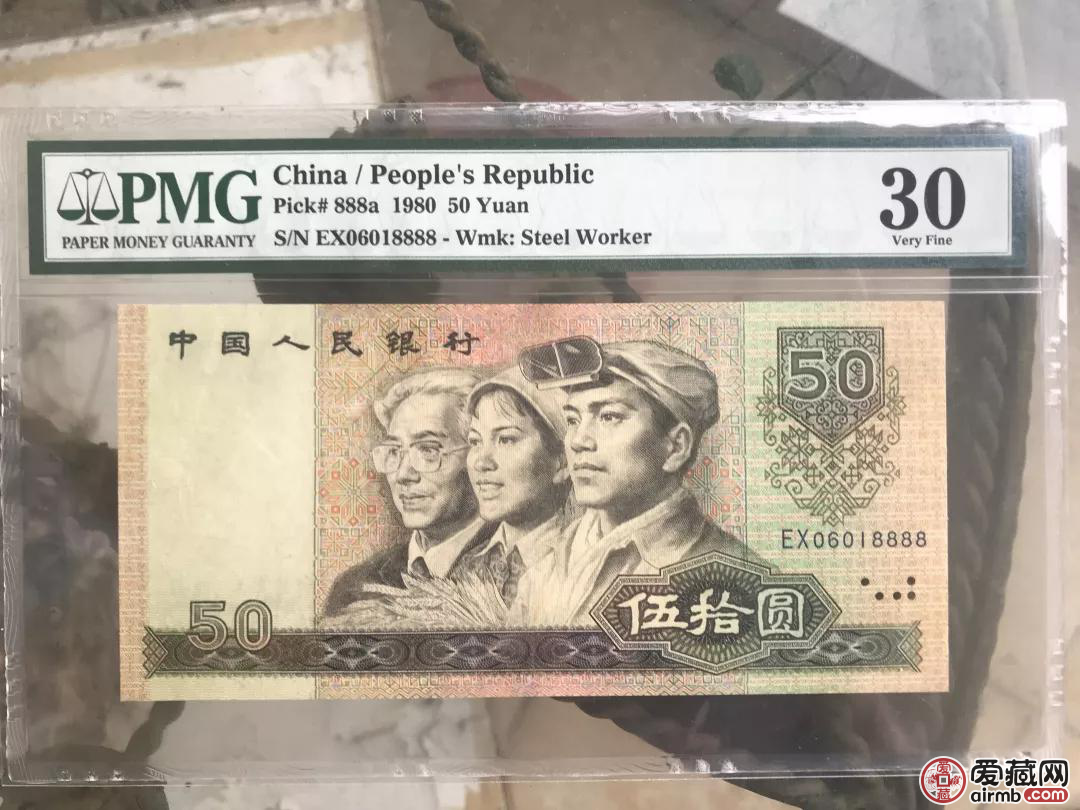 PMG
PAPER MONEY GUARANTY
China / People's Republic
Pick# 888a 1980 50 Yuan
S/N EX06018888 - Wmk: Steel Worker
30
Very Fine
中国人民银行
50
EX06018888
50
伍拾圆
爱藏网
airmb.com